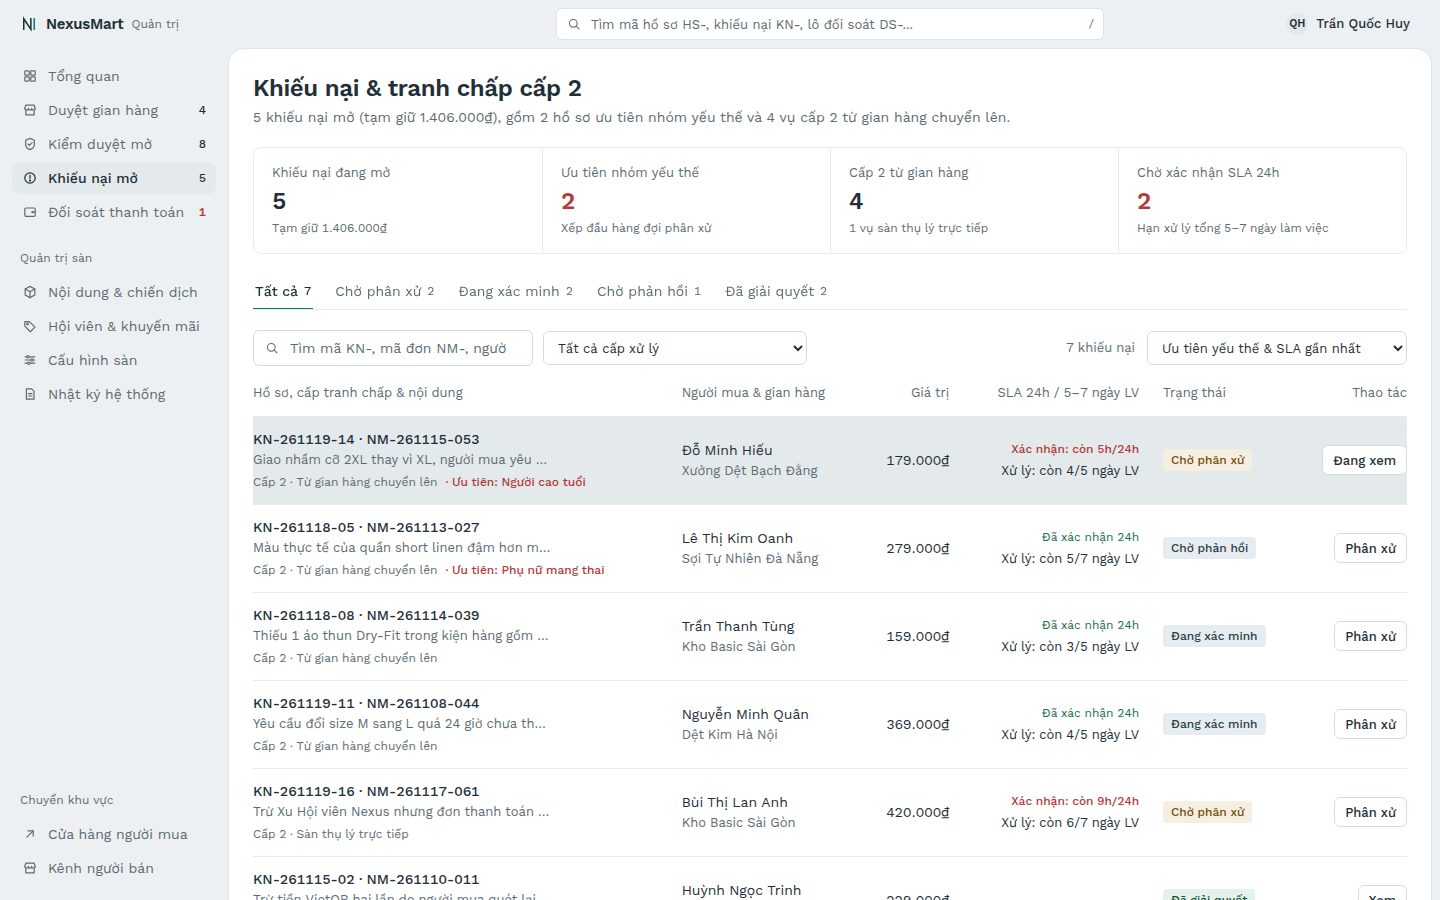 NexusMart Quản trị
Tìm mã hồ sơ HS-, khiếu nại KN-, lô đối soát DS-... /
QH Trần Quốc Huy
Tổng quan
Duyệt gian hàng 4
Kiểm duyệt mở 8
Khiếu nại mở 5
Đối soát thanh toán 1
Quản trị sàn
Nội dung & chiến dịch
Hội viên & khuyến mãi
Cấu hình sàn
Nhật ký hệ thống
Chuyển khu vực
Cửa hàng người mua
Kênh người bán
Khiếu nại & tranh chấp cấp 2
5 khiếu nại mở (tạm giữ 1.406.000₫), gồm 2 hồ sơ ưu tiên nhóm yếu thế và 4 vụ cấp 2 từ gian hàng chuyển lên.
Khiếu nại đang mở
5
Tạm giữ 1.406.000₫
Ưu tiên nhóm yếu thế
2
Xếp đầu hàng đợi phân xử
Cấp 2 từ gian hàng
4
1 vụ sàn thụ lý trực tiếp
Chờ xác nhận SLA 24h
2
Hạn xử lý tổng 5–7 ngày làm việc
Tất cả 7 Chờ phân xử 2 Đang xác minh 2 Chờ phản hồi 1 Đã giải quyết 2
Tìm mã KN-, mã đơn NM-, ngườ
Tất cả cấp xử lý
7 khiếu nại
Ưu tiên yếu thế & SLA gần nhất
Hồ sơ, cấp tranh chấp & nội dung Người mua & gian hàng Giá trị SLA 24h / 5–7 ngày LV Trạng thái Thao tác
KN-261119-14 · NM-261115-053
Giao nhầm cỡ 2XL thay vì XL, người mua yêu ...
Cấp 2 · Từ gian hàng chuyển lên · Ưu tiên: Người cao tuổi
Đỗ Minh Hiếu
Xưởng Dệt Bạch Đằng
179.000₫
Xác nhận: còn 5h/24h
Xử lý: còn 4/5 ngày LV
Chờ phân xử
Đang xem
KN-261118-05 · NM-261113-027
Màu thực tế của quần short linen đậm hơn m...
Cấp 2 · Từ gian hàng chuyển lên · Ưu tiên: Phụ nữ mang thai
Lê Thị Kim Oanh
Sợi Tự Nhiên Đà Nẵng
279.000₫
Đã xác nhận 24h
Xử lý: còn 5/7 ngày LV
Chờ phản hồi
Phân xử
KN-261118-08 · NM-261114-039
Thiếu 1 áo thun Dry-Fit trong kiện hàng gồm ...
Cấp 2 · Từ gian hàng chuyển lên
Trần Thanh Tùng
Kho Basic Sài Gòn
159.000₫
Đã xác nhận 24h
Xử lý: còn 3/5 ngày LV
Đang xác minh
Phân xử
KN-261119-11 · NM-261108-044
Yêu cầu đổi size M sang L quá 24 giờ chưa th...
Cấp 2 · Từ gian hàng chuyển lên
Nguyễn Minh Quân
Dệt Kim Hà Nội
369.000₫
Đã xác nhận 24h
Xử lý: còn 4/5 ngày LV
Đang xác minh
Phân xử
KN-261119-16 · NM-261117-061
Trừ Xu Hội viên Nexus nhưng đơn thanh toán ...
Cấp 2 · Sàn thụ lý trực tiếp
Bùi Thị Lan Anh
Kho Basic Sài Gòn
420.000₫
Xác nhận: còn 9h/24h
Xử lý: còn 6/7 ngày LV
Chờ phân xử
Phân xử
KN-261115-02 · NM-261110-011
Trừ tiền VietQR hai lần do người mua quét lại
Huỳnh Ngọc Trinh
229.000₫
Đã giải quyết
Xem